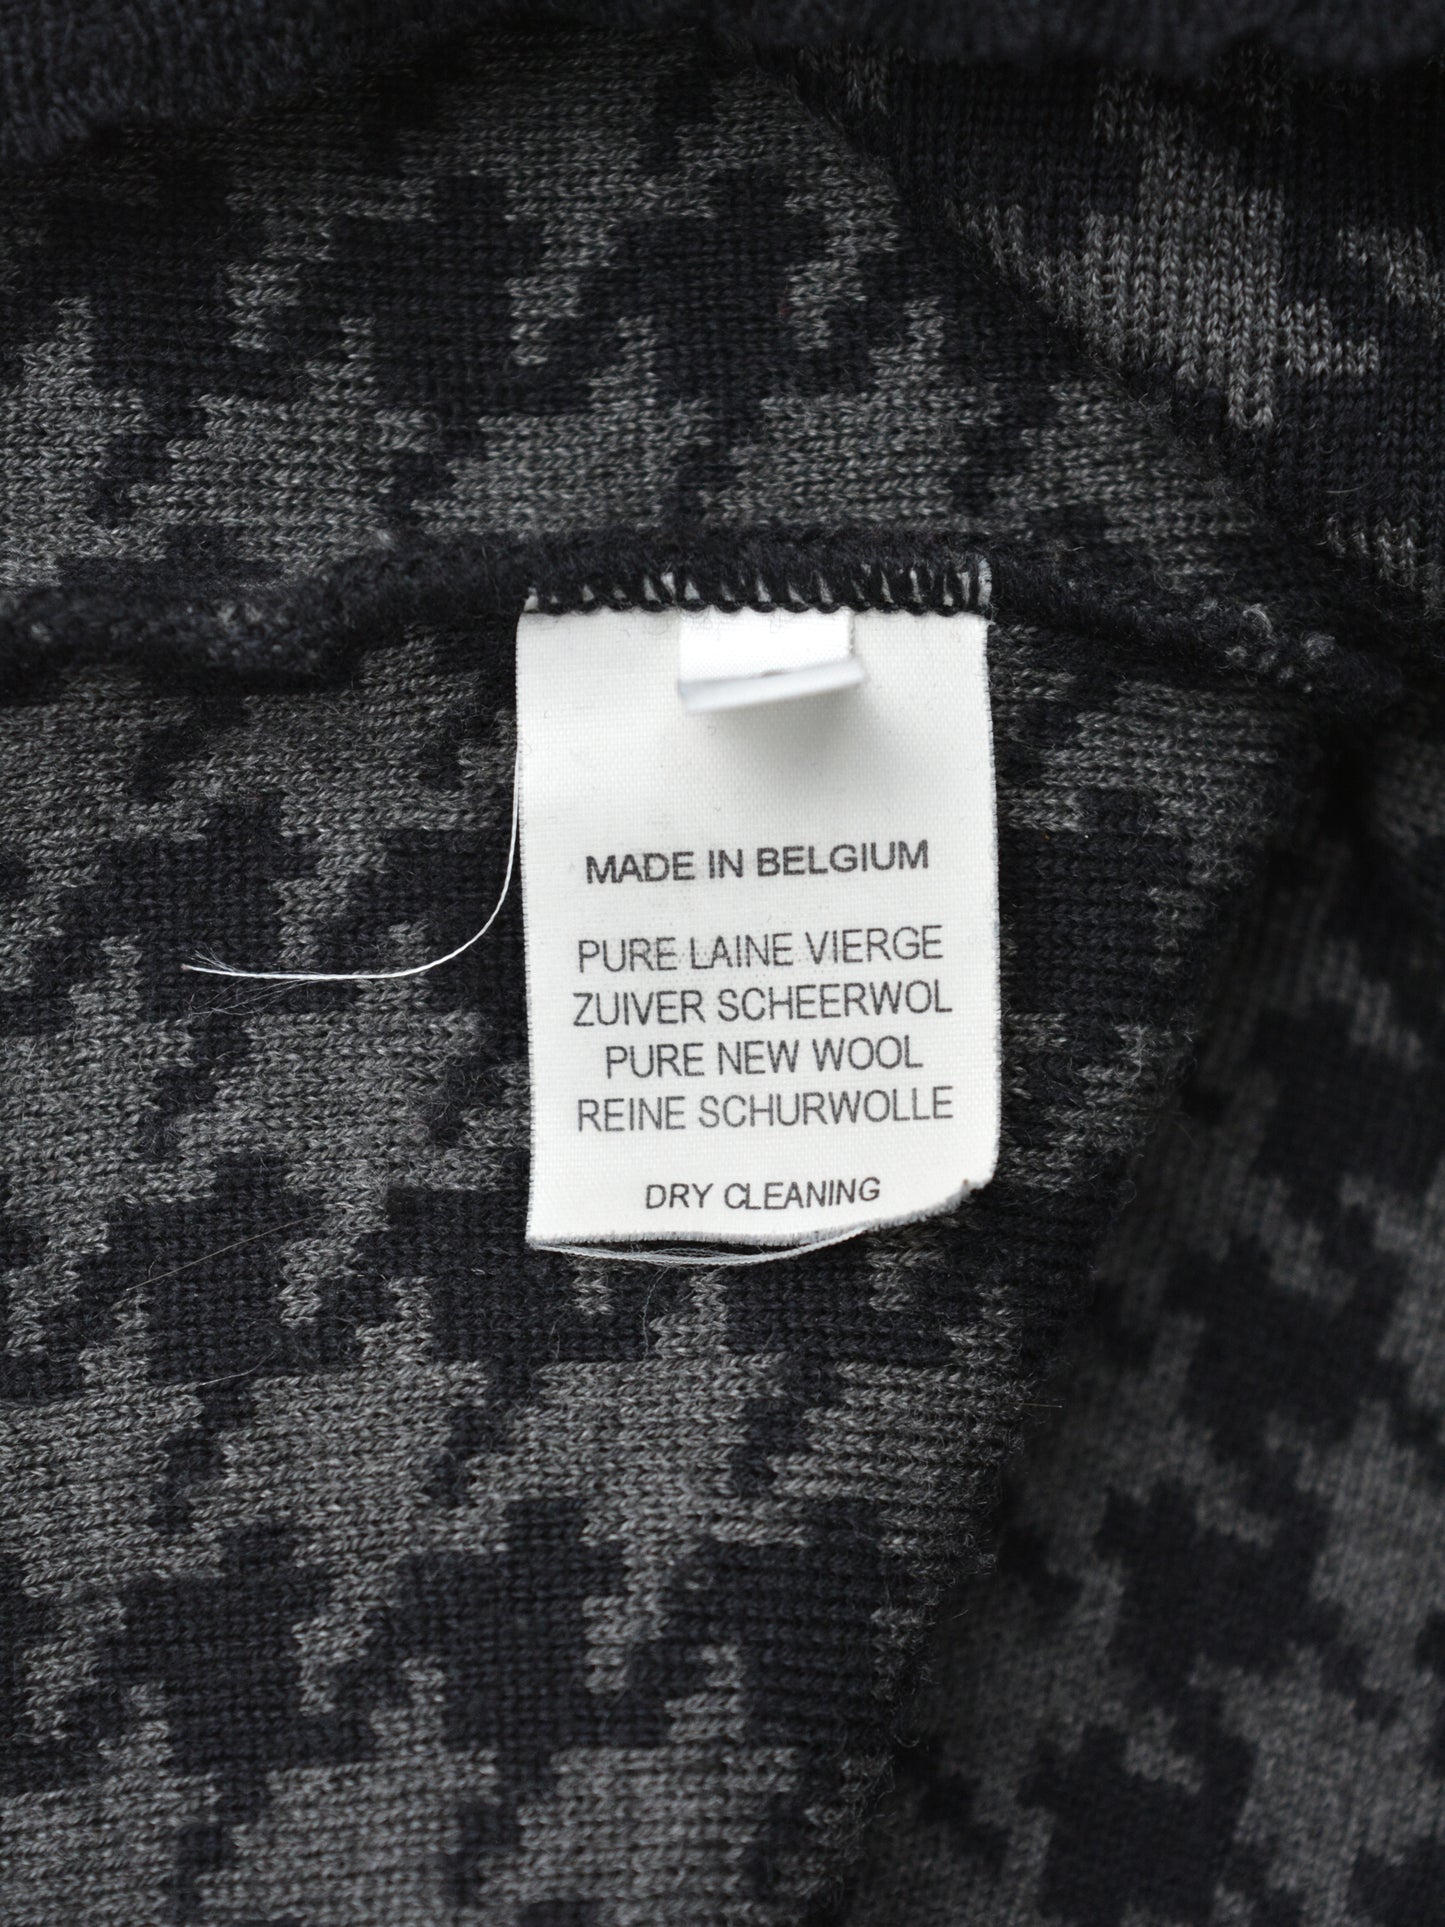 MADE IN BELGIUM
PURE LAINE VIERGE
ZUIVER SCHEERWOL
PURE NEW WOOL
REINE SCHURWOLLE
DRY CLEANING